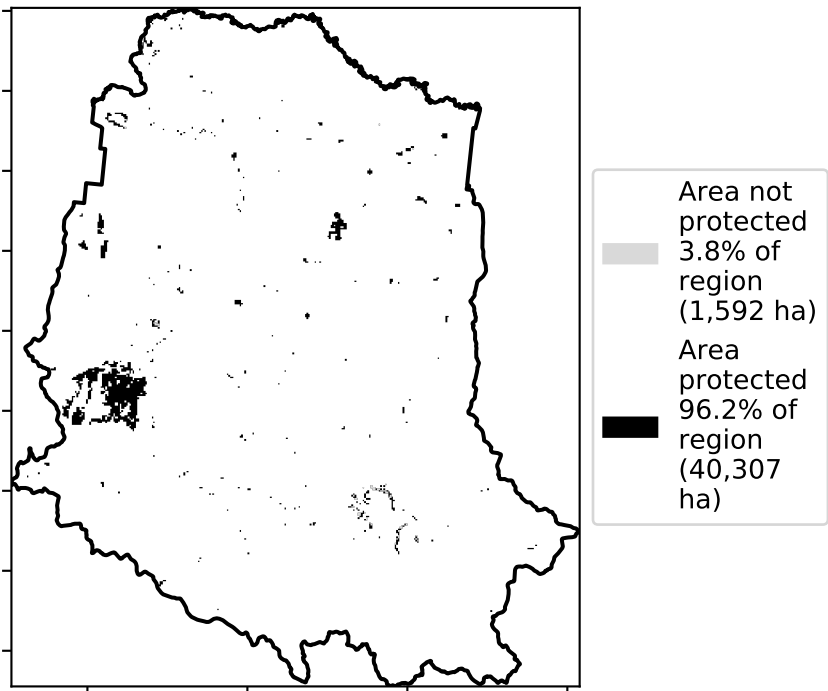 Area not
protected
3.8% of
region
(1,592 ha)
Area
protected
96.2% of
region
(40,307
ha)